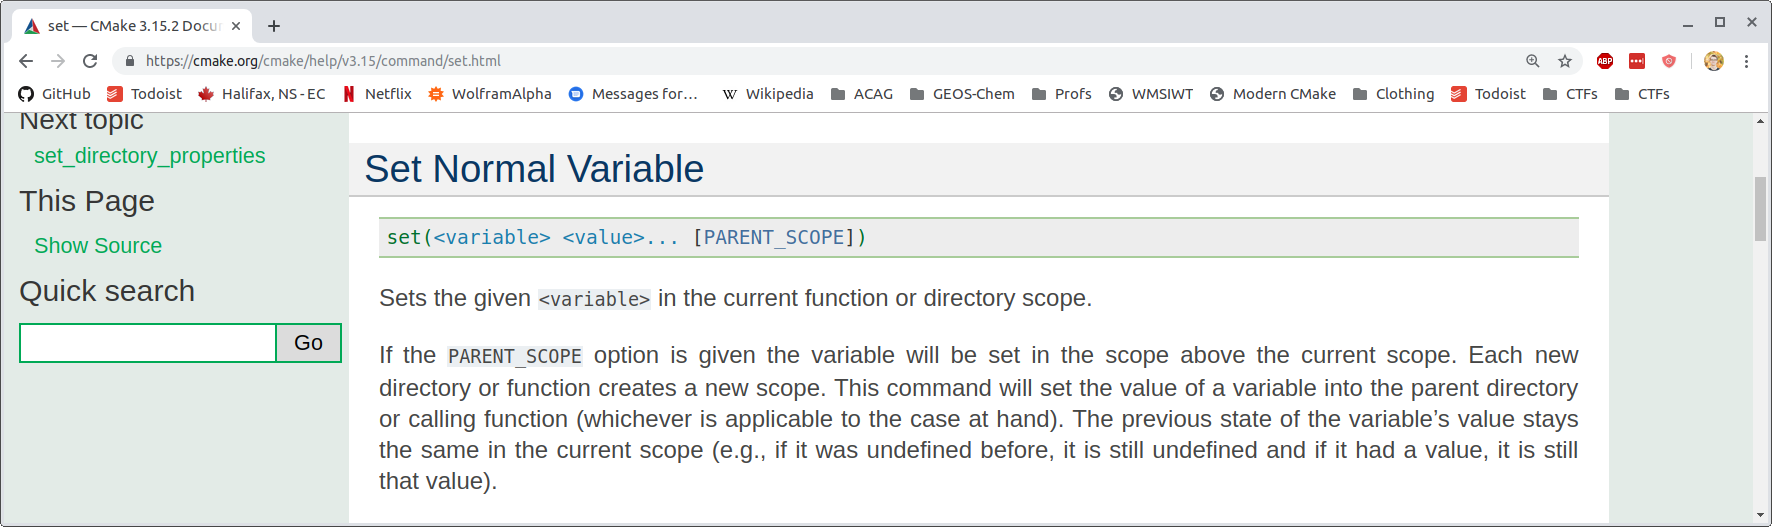 set — CMake 3.15.2 Docu
https://cmake.org/cmake/help/v3.15/command/set.html
ABP
GitHub Todoist Halifax, NS - EC Netflix WolframAlpha Messages for… Wikipedia ACAG GEOS-Chem Profs WMSIWT Modern CMake Clothing Todoist CTFs CTFs
Next topic
set_directory_properties
This Page
Show Source
Quick search
Go
Set Normal Variable
set(<variable> <value>... [PARENT_SCOPE])
Sets the given <variable> in the current function or directory scope.
If the PARENT_SCOPE option is given the variable will be set in the scope above the current scope. Each new
directory or function creates a new scope. This command will set the value of a variable into the parent directory
or calling function (whichever is applicable to the case at hand). The previous state of the variable’s value stays
the same in the current scope (e.g., if it was undefined before, it is still undefined and if it had a value, it is still
that value).